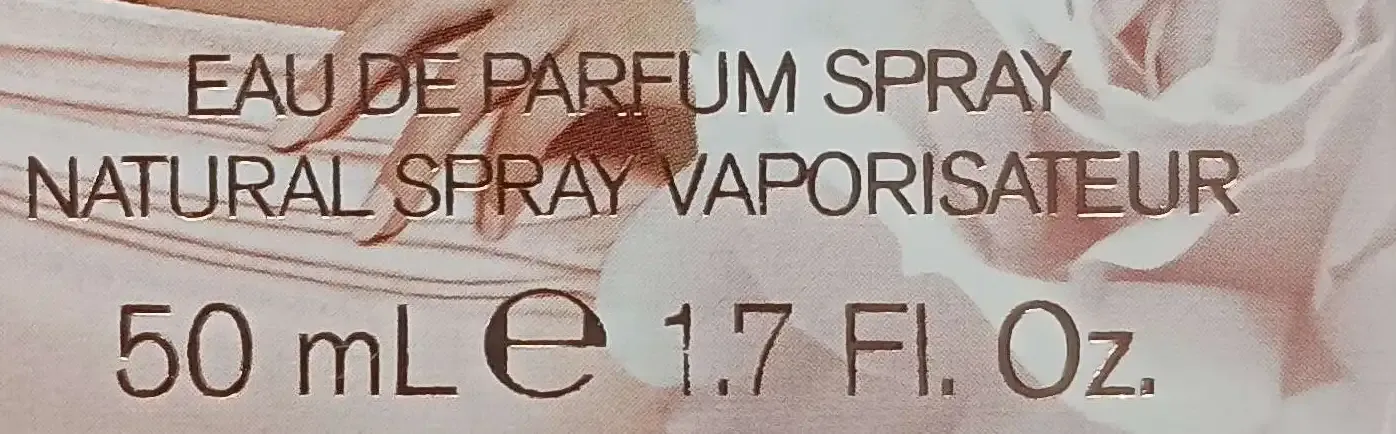 EAU DE PARFUM SPRAY
NATURAL SPRAY VAPORISATEUR
50 mL ℮ 1.7 Fl. Oz.